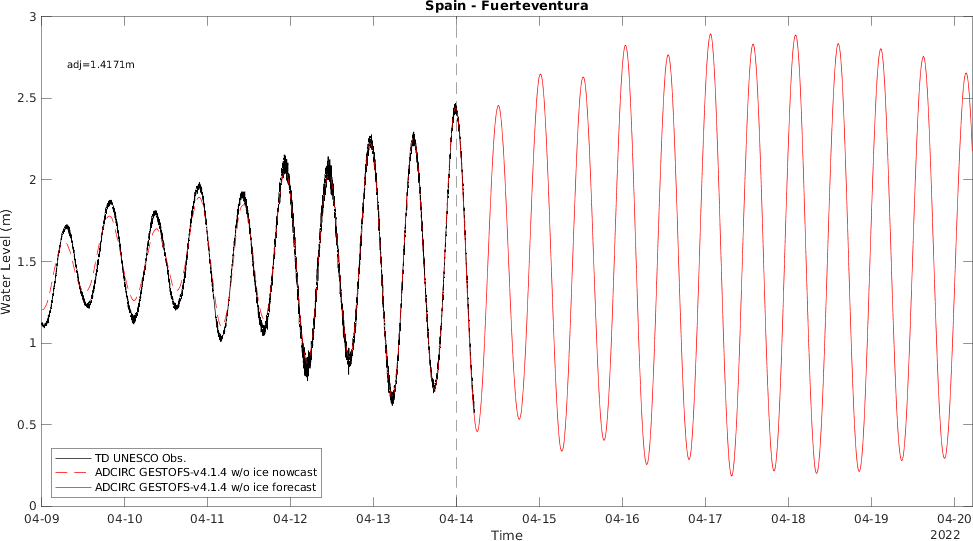 Spain - Fuerteventura
3
adj=1.4171m
2.5
2
1.5
1
0.5
0
Water Level (m)
TD UNESCO Obs.
ADCIRC GESTOFS-v4.1.4 w/o ice nowcast
ADCIRC GESTOFS-v4.1.4 w/o ice forecast
04-09 04-10 04-11 04-12 04-13 04-14 04-15 04-16 04-17 04-18 04-19 04-20
Time
2022